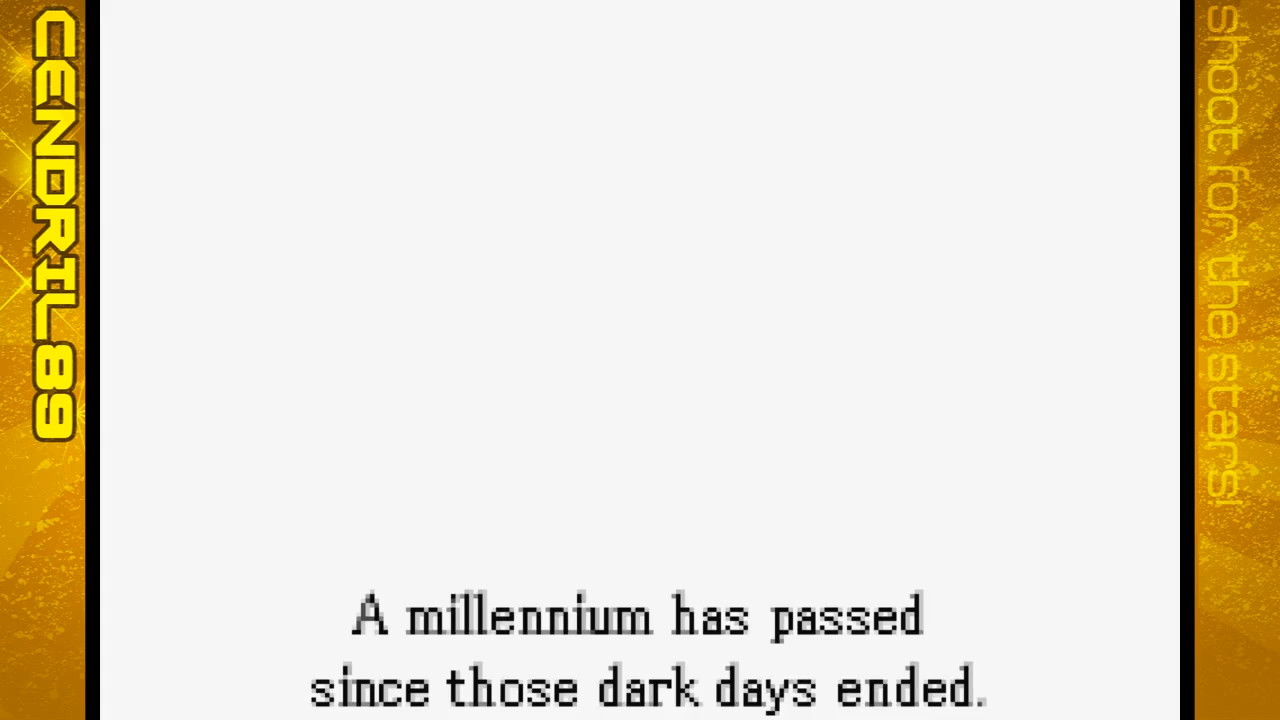 CENDRIL89
A millennium has passed
since those dark days ended.
shoot for the stars!